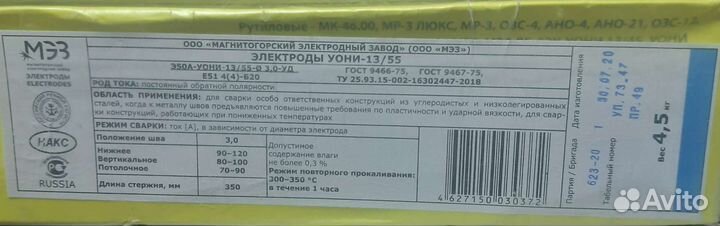 Рутиловые - МК-46.00, МР-3 ЛЮКС, МР-3, ОЗС-4, АНО-4, АНО-21, ОЗС-12
МЭЗ
МАГНИТОГОРСКИЙ
ЭЛЕКТРОДНЫЙ ЗАВОД
ЭЛЕКТРОДЫ
ELECTRODES
НАКС
RUSSIA
ООО «МАГНИТОГОРСКИЙ ЭЛЕКТРОДНЫЙ ЗАВОД» (ООО «МЭЗ»)
ЭЛЕКТРОДЫ УОНИ-13/55
Э50А-УОНИ-13/55-Ø 3,0-УД
Е51 4(4)-Б20
ГОСТ 9466-75, ГОСТ 9467-75,
ТУ 25.93.15-002-16302447-2018
РОД ТОКА: постоянный обратной полярности
ОБЛАСТЬ ПРИМЕНЕНИЯ: для сварки особо ответственных конструкций из углеродистых и низколегированных
сталей, когда к металлу швов предъявляются повышенные требования по пластичности и ударной вязкости, для свар-
ки конструкций, работающих при пониженных температурах
РЕЖИМ СВАРКИ: ток [А], в зависимости от диаметра электрода
Положение шва 3,0
Нижнее 90–120
Вертикальное 80–100
Потолочное 70–90
Длина стержня, мм 350
Допустимое
содержание влаги
не более 0,3 %
Режим повторного прокаливания:
300–350 °С
в течение 1 часа
4627150030372
Партия / Бригада
623-20 1
Табельный номер
Дата изготовления
30.07.20
УП.73.47
ПР.49
Вес 4,5 кг
Avito